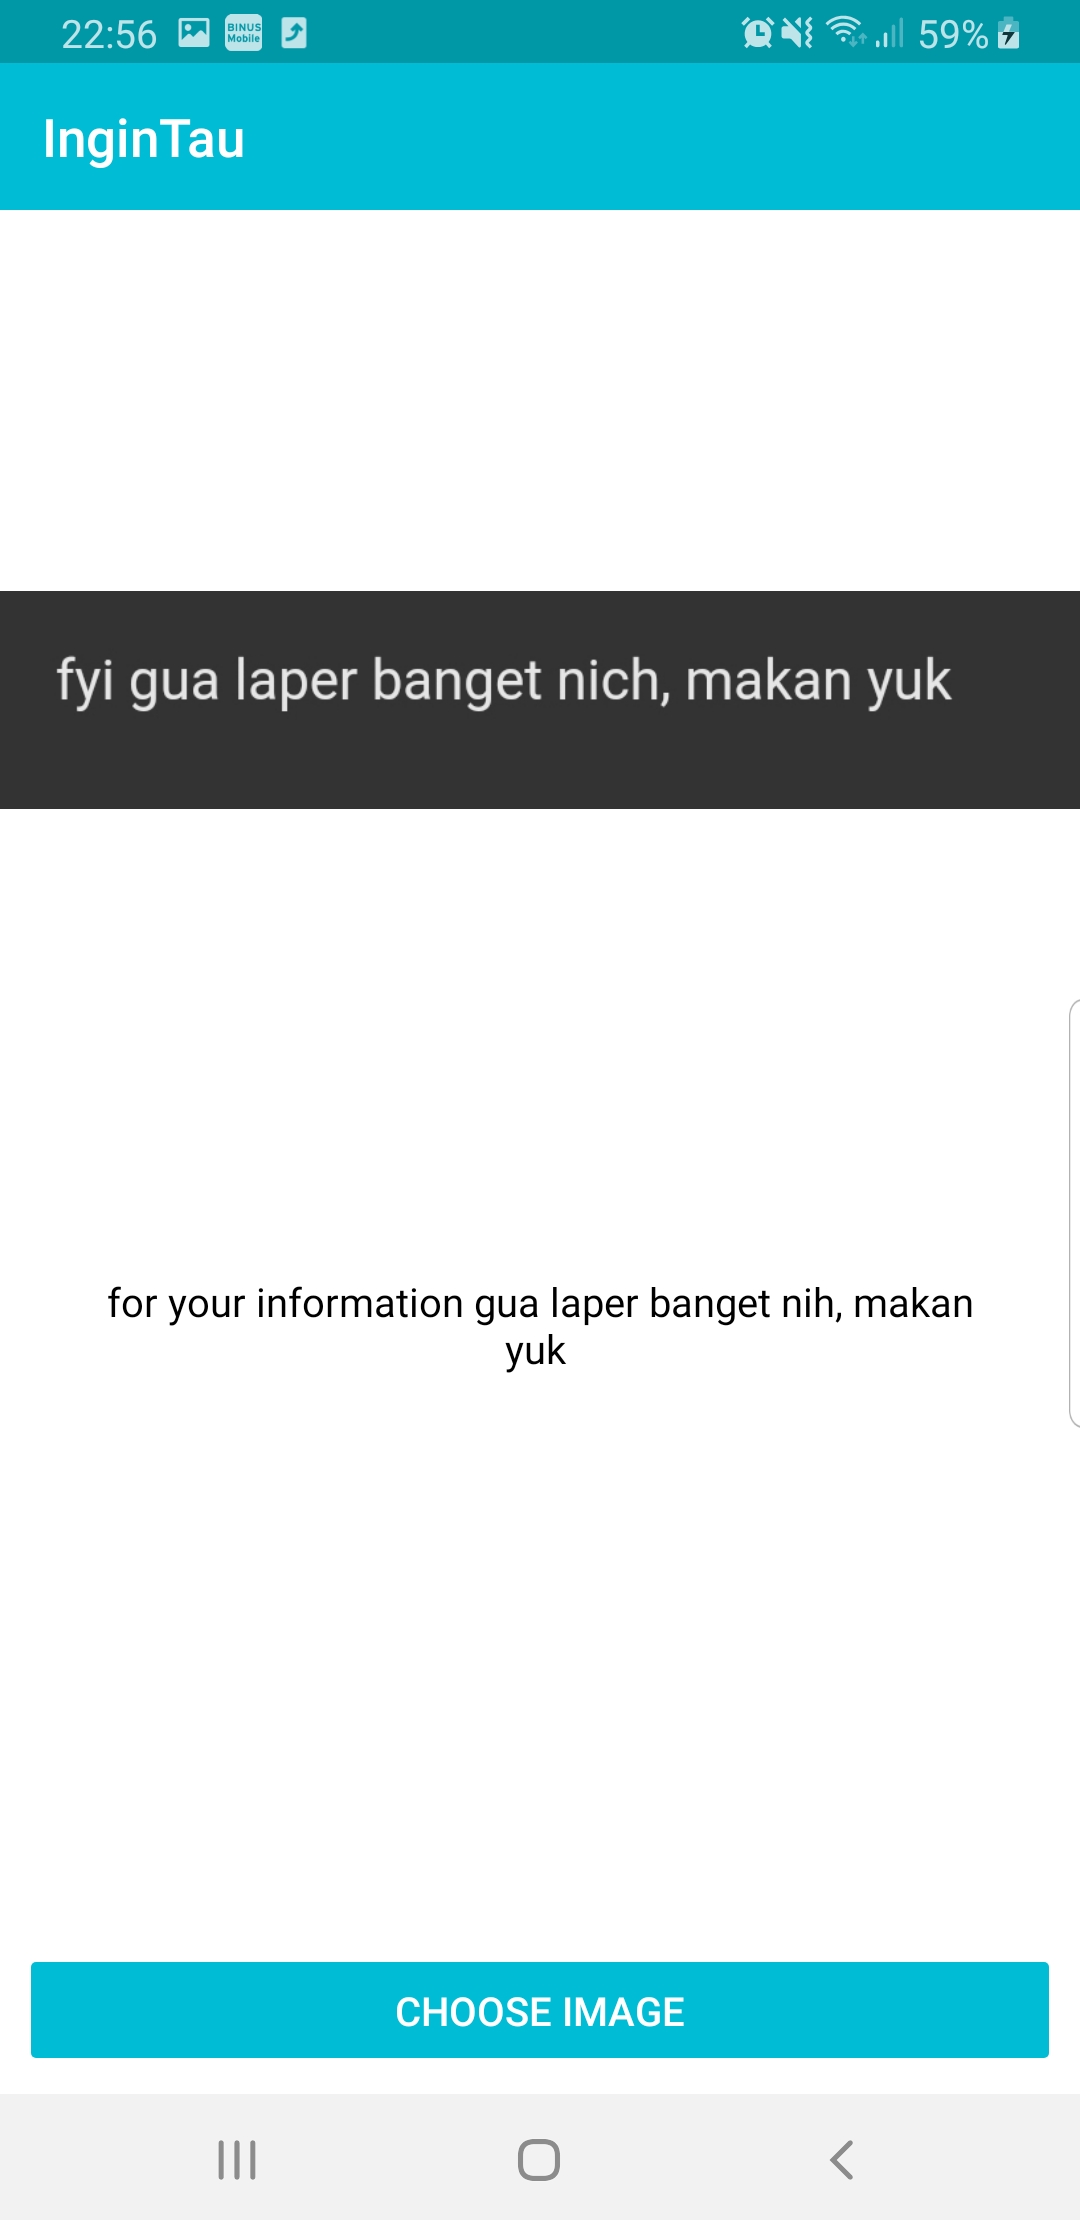 22:56 BINUS Mobile 59%
InginTau
fyi gua laper banget nich, makan yuk
for your information gua laper banget nih, makan
yuk
CHOOSE IMAGE